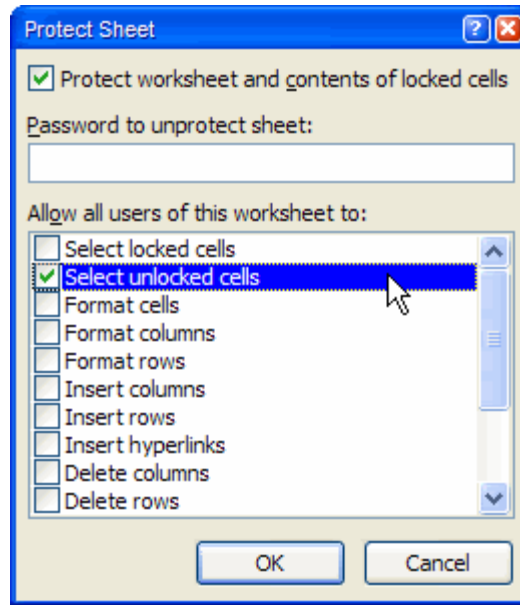 Protect Sheet
Protect worksheet and contents of locked cells
Password to unprotect sheet:
Allow all users of this worksheet to:
Select locked cells
Select unlocked cells
Format cells
Format columns
Format rows
Insert columns
Insert rows
Insert hyperlinks
Delete columns
Delete rows
OK Cancel